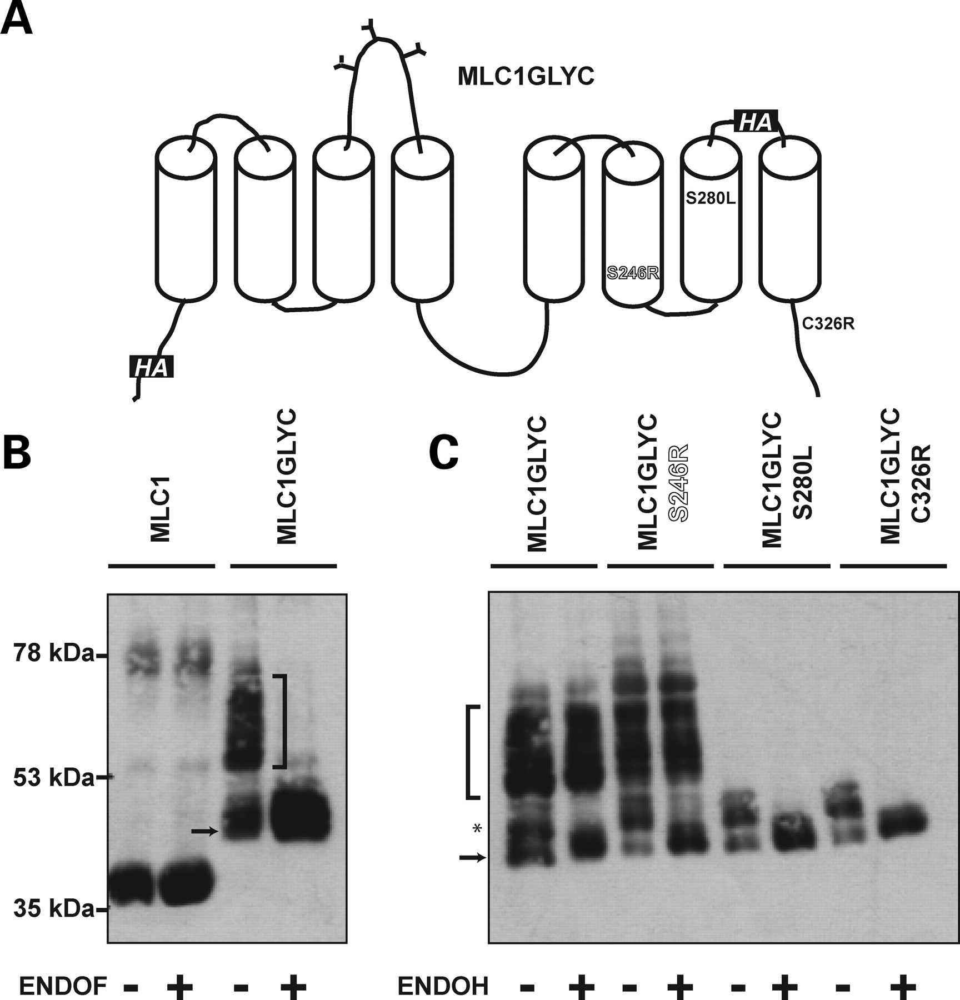 A
MLC1GLYC
HA
S280L
S246R
C326R
HA
B
MLC1
MLC1GLYC
78 kDa
53 kDa
35 kDa
ENDOF - + - +
C
MLC1GLYC
MLC1GLYC
S246R
MLC1GLYC
S280L
MLC1GLYC
C326R
*
ENDOH - + - + - + - +